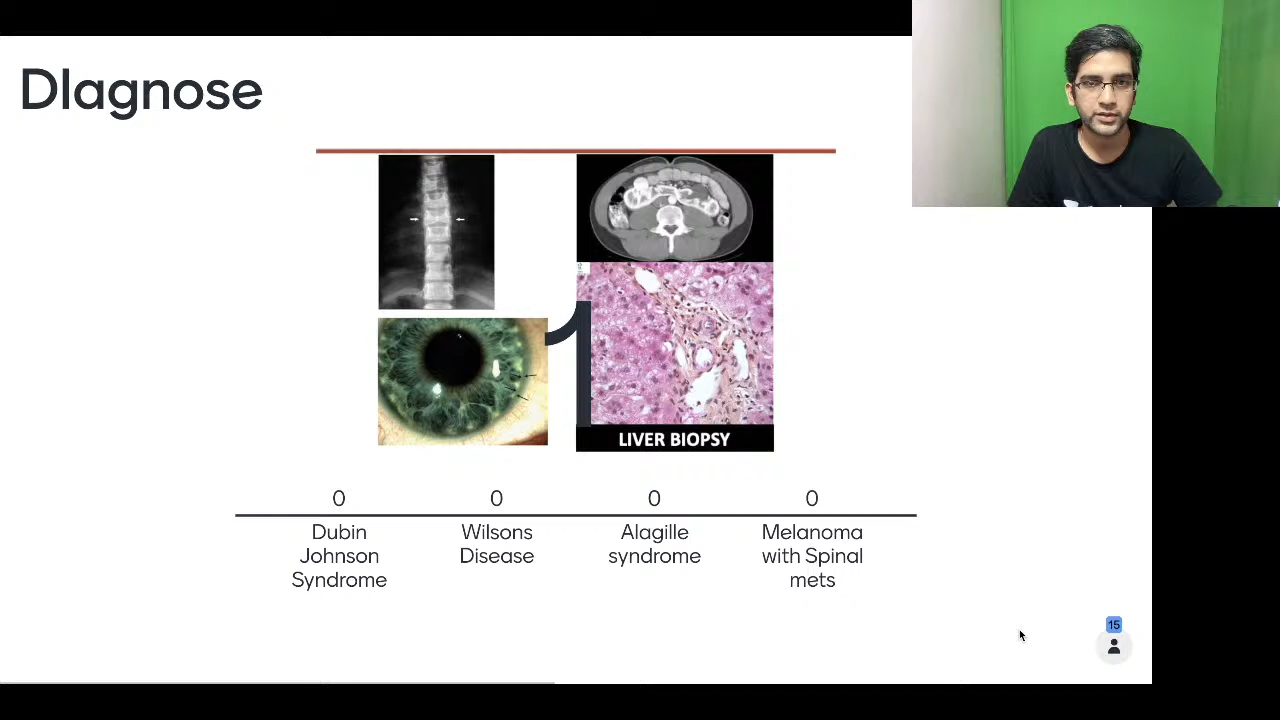 DIagnose
1
LIVER BIOPSY
0
0
0
0
Dubin
Johnson
Syndrome
Wilsons
Disease
Alagille
syndrome
Melanoma
with Spinal
mets
15